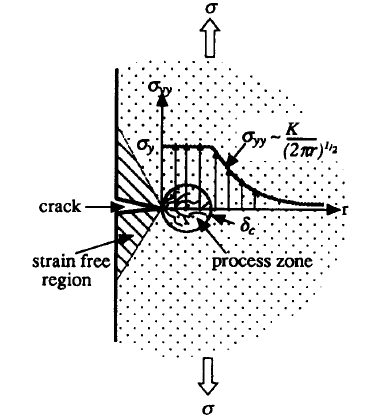 σ
σyy
σy
σyy ~ K/(2πr)^1/2
crack
r
δc
strain free
region
process zone
σ